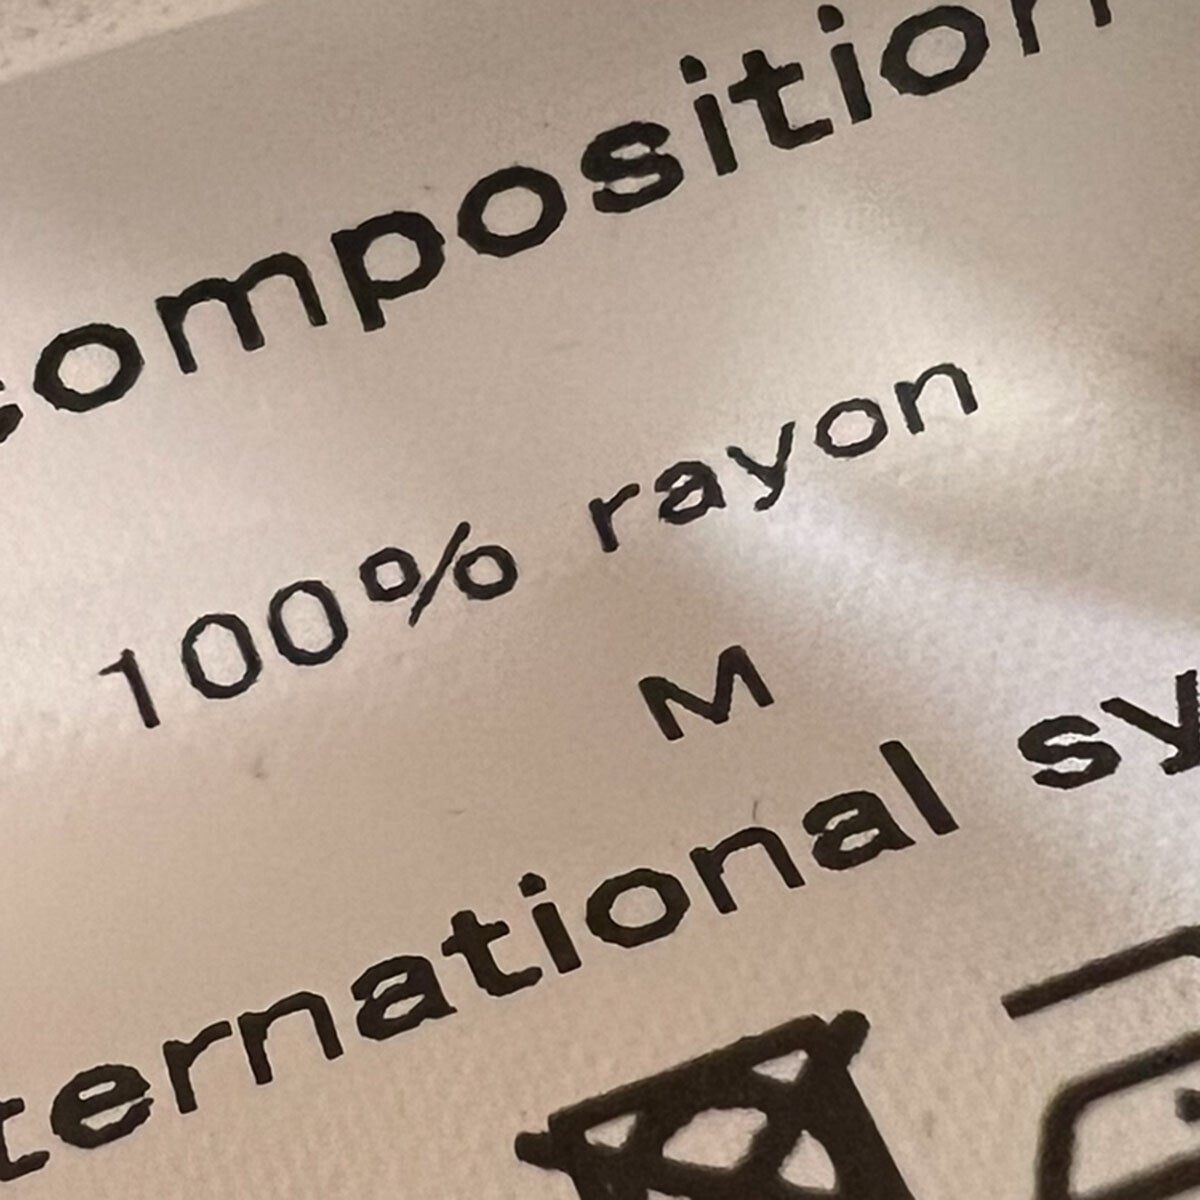 composition
100% rayon
M
ternational sy